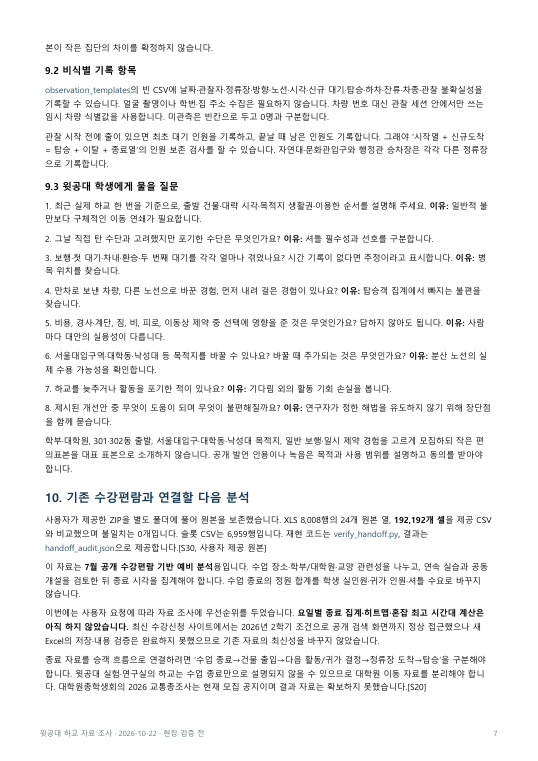 본이 작은 집단의 차이를 확정하지 않습니다.
9.2 비식별 기록 항목
observation_templates의 빈 CSV에 날짜·관찰자·정류장·방향·노선·시각·신규 대기·탑승·하차·잔류·차종·관찰 불확실성을
기록할 수 있습니다. 얼굴 촬영이나 학번·집 주소 수집은 필요하지 않습니다. 차량 번호 대신 관찰 세션 안에서만 쓰는
임시 차량 식별값을 사용합니다. 미관측은 빈칸으로 두고 0명과 구분합니다.
관찰 시작 전에 줄이 있으면 최초 대기 인원을 기록하고, 끝날 때 남은 인원도 기록합니다. 그래야 ‘시작열 + 신규도착
= 탑승 + 이탈 + 종료열’의 인원 보존 검사를 할 수 있습니다. 자연대·문화관입구와 행정관 승차장은 각각 다른 정류장
으로 기록합니다.
9.3 윗공대 학생에게 물을 질문
1. 최근 실제 하교 한 번을 기준으로, 출발 건물·대략 시각·목적지 생활권·이용한 순서를 설명해 주세요. 이유: 일반적 불
만보다 구체적인 이동 연쇄가 필요합니다.
2. 그날 직접 탄 수단과 고려했지만 포기한 수단은 무엇인가요? 이유: 셔틀 필수성과 선호를 구분합니다.
3. 보행·첫 대기·차내·환승·두 번째 대기를 각각 얼마나 겪었나요? 시간 기록이 없다면 추정이라고 표시합니다. 이유: 병
목 위치를 찾습니다.
4. 만차로 보낸 차량, 다른 노선으로 바꾼 경험, 먼저 내려 걸은 경험이 있나요? 이유: 탑승객 집계에서 빠지는 불편을
찾습니다.
5. 비용, 경사·계단, 짐, 비, 피로, 이동상 제약 중 선택에 영향을 준 것은 무엇인가요? 답하지 않아도 됩니다. 이유: 사람
마다 대안의 실용성이 다릅니다.
6. 서울대입구역·대학동·낙성대 등 목적지를 바꿀 수 있나요? 바꿀 때 추가되는 것은 무엇인가요? 이유: 분산 노선의 실
제 수용 가능성을 확인합니다.
7. 하교를 늦추거나 활동을 포기한 적이 있나요? 이유: 기다림 외의 활동 기회 손실을 봅니다.
8. 제시된 개선안 중 무엇이 도움이 되며 무엇이 불편해질까요? 이유: 연구자가 정한 해법을 유도하지 않기 위해 장단점
을 함께 묻습니다.
학부·대학원, 301·302동 출발, 서울대입구·대학동·낙성대 목적지, 일반 보행·일시 제약 경험을 고르게 모집하되 작은 편
의표본을 대표 표본으로 소개하지 않습니다. 공개 발언 인용이나 녹음은 목적과 사용 범위를 설명하고 동의를 받아야
합니다.
10. 기존 수강편람과 연결할 다음 분석
사용자가 제공한 ZIP을 별도 폴더에 풀어 원본을 보존했습니다. XLS 8,008행의 24개 원본 열, 192,192개 셀을 제공 CSV
와 비교했으며 불일치는 0개입니다. 슬롯 CSV는 6,959행입니다. 재현 코드는 verify_handoff.py, 결과는
handoff_audit.json으로 제공합니다.[S30, 사용자 제공 원본]
이 자료는 7월 공개 수강편람 기반 예비 분석용입니다. 수업 장소·학부/대학원·교양 관련성을 나누고, 연속 실습과 공동
개설을 검토한 뒤 종료 시각을 집계해야 합니다. 수업 종료의 정원 합계를 학생 실인원·귀가 인원·셔틀 수요로 바꾸지
않습니다.
이번에는 사용자 요청에 따라 자료 조사에 우선순위를 두었습니다. 요일별 종료 집계·히트맵·혼잡 최고 시간대 계산은
아직 하지 않았습니다. 최신 수강신청 사이트에서는 2026년 2학기 조건으로 공개 검색 화면까지 정상 접근했으나 새
Excel의 저장·내용 검증은 완료하지 못했으므로 기존 자료의 최신성을 바꾸지 않았습니다.
종료 자료를 승객 흐름으로 연결하려면 ‘수업 종료→건물 출입→다음 활동/귀가 결정→정류장 도착→탑승’을 구분해야
합니다. 윗공대 실험·연구실의 하교는 수업 종료만으로 설명되지 않을 수 있으므로 대학원 이동 자료를 분리해야 합니
다. 대학원총학생회의 2026 교통총조사는 현재 모집 공지이며 결과 자료는 확보하지 못했습니다.[S20]
윗공대 하교 자료 조사 · 2026-10-22 · 현장 검증 전
7